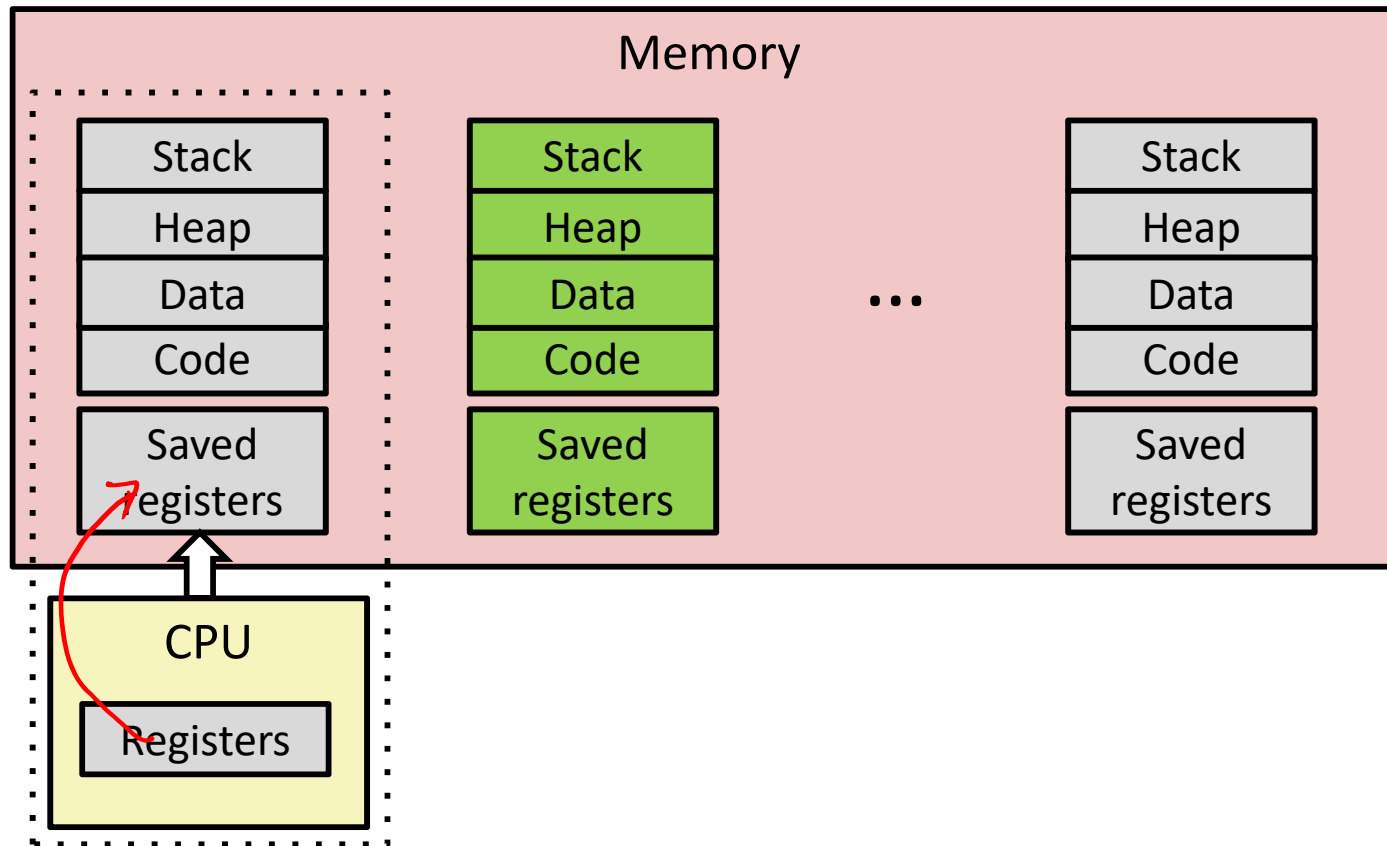 Memory
Stack
Heap
Data
Code
Saved
registers
Stack
Heap
Data
Code
Saved
registers
...
Stack
Heap
Data
Code
Saved
registers
CPU
Registers